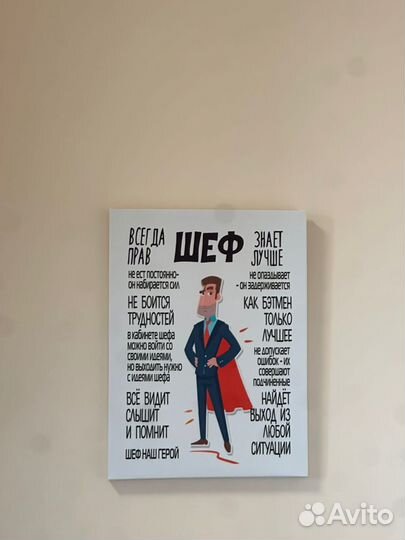 ШЕФ
ВСЕГДА
ПРАВ
не ест постоянно-
он набирается сил
НЕ БОИТСЯ
ТРУДНОСТЕЙ
в кабинете шефа
можно войти со
своими идеями,
но выходить нужно
с идеями шефа
ВСЁ ВИДИТ
СЛЫШИТ
И ПОМНИТ
ШЕФ НАШ ГЕРОЙ
ЗНАЕТ
ЛУЧШЕ
не опаздывает
- он задерживается
КАК БЭТМЕН
ТОЛЬКО
ЛУЧШЕЕ
не допускает
ошибок - их
совершают
подчиненные
НАЙДЁТ
ВЫХОД ИЗ
ЛЮБОЙ
СИТУАЦИИ
Avito